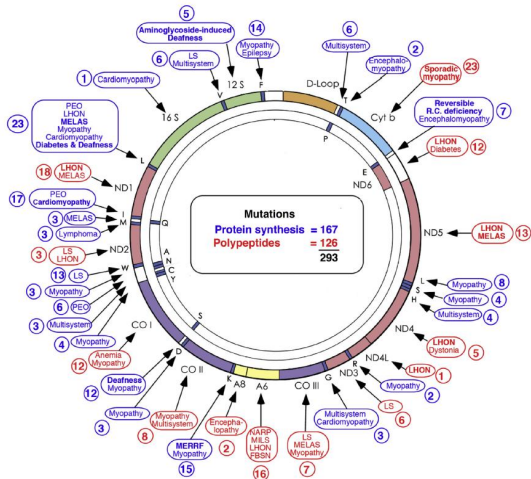 5
Aminoglycoside-induced
Deafness
14
Myopathy
Epilepsy
6
Multisystem
2
Encephalo-
myopathy
23
Sporadic
myopathy
6
LS
Multisystem
12 S
V
F
D-Loop
T
Cyt b
1
Cardiomyopathy
16 S
7
Reversible
R.C. deficiency
Encephalomyopathy
23
PEO
LHON
MELAS
Myopathy
Cardiomyopathy
Diabetes & Deafness
L
P
E
ND6
LHON
Diabetes
12
18
LHON
MELAS
ND1
17
PEO
Cardiomyopathy
I
3
MELAS
M
Q
3
Lymphoma
Mutations
Protein synthesis = 167
Polypeptides = 126
293
ND5
LHON
MELAS
13
3
LS
LHON
ND2
13
LS
W
A
N
C
Y
3
Myopathy
6
PEO
3
Multisystem
4
Myopathy
S
L
S
H
Myopathy
8
Myopathy
4
Multisystem
4
CO I
12
Anemia
Myopathy
ND4
LHON
Dystonia
5
D
12
Deafness
Myopathy
CO II
ND4L
LHON
1
R
Myopathy
2
ND3
LS
6
3
Myopathy
K
A8
A6
CO III
G
8
Myopathy
Multisystem
MERRF
Myopathy
15
Encepha-
lopathy
2
NARP
MILS
LHON
FBSN
16
LS
MELAS
Myopathy
7
Multisystem
Cardiomyopathy
3